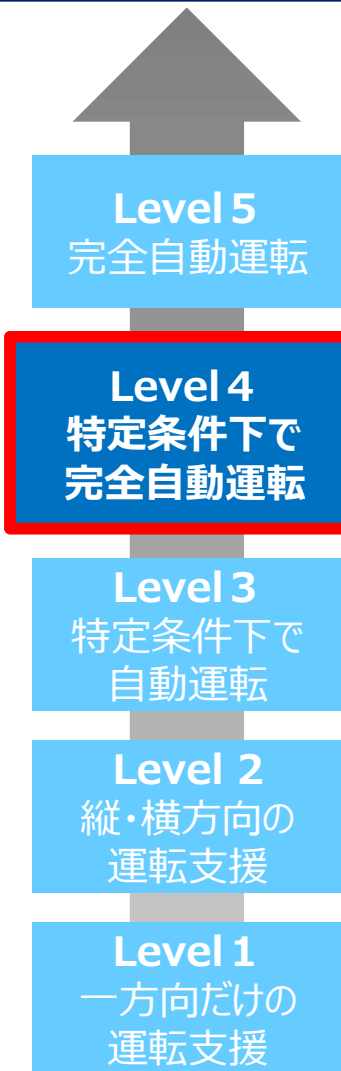 Level 5
完全自動運転
Level 4
特定条件下で
完全自動運転
Level 3
特定条件下で
自動運転
Level 2
縦・横方向の
運転支援
Level 1
一方向だけの
運転支援